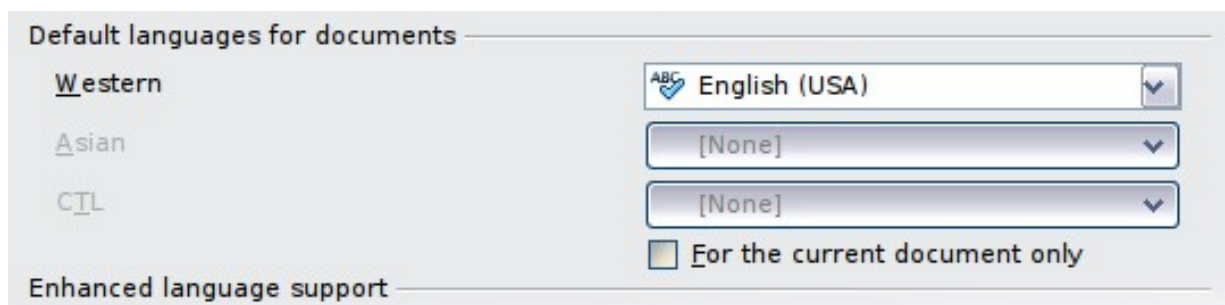 Default languages for documents
Western ABC English (USA)
Asian [None]
CTL [None]
For the current document only
Enhanced language support